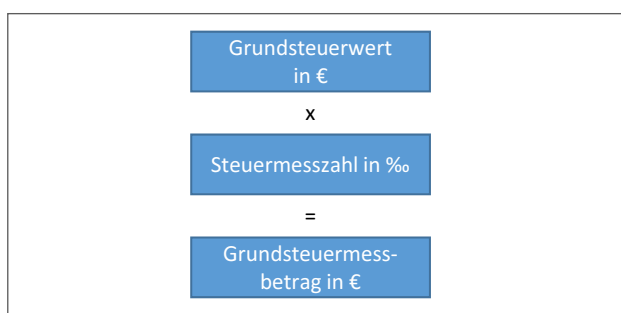 Grundsteuerwert
in €
x
Steuermesszahl in ‰
=
Grundsteuermess-
betrag in €